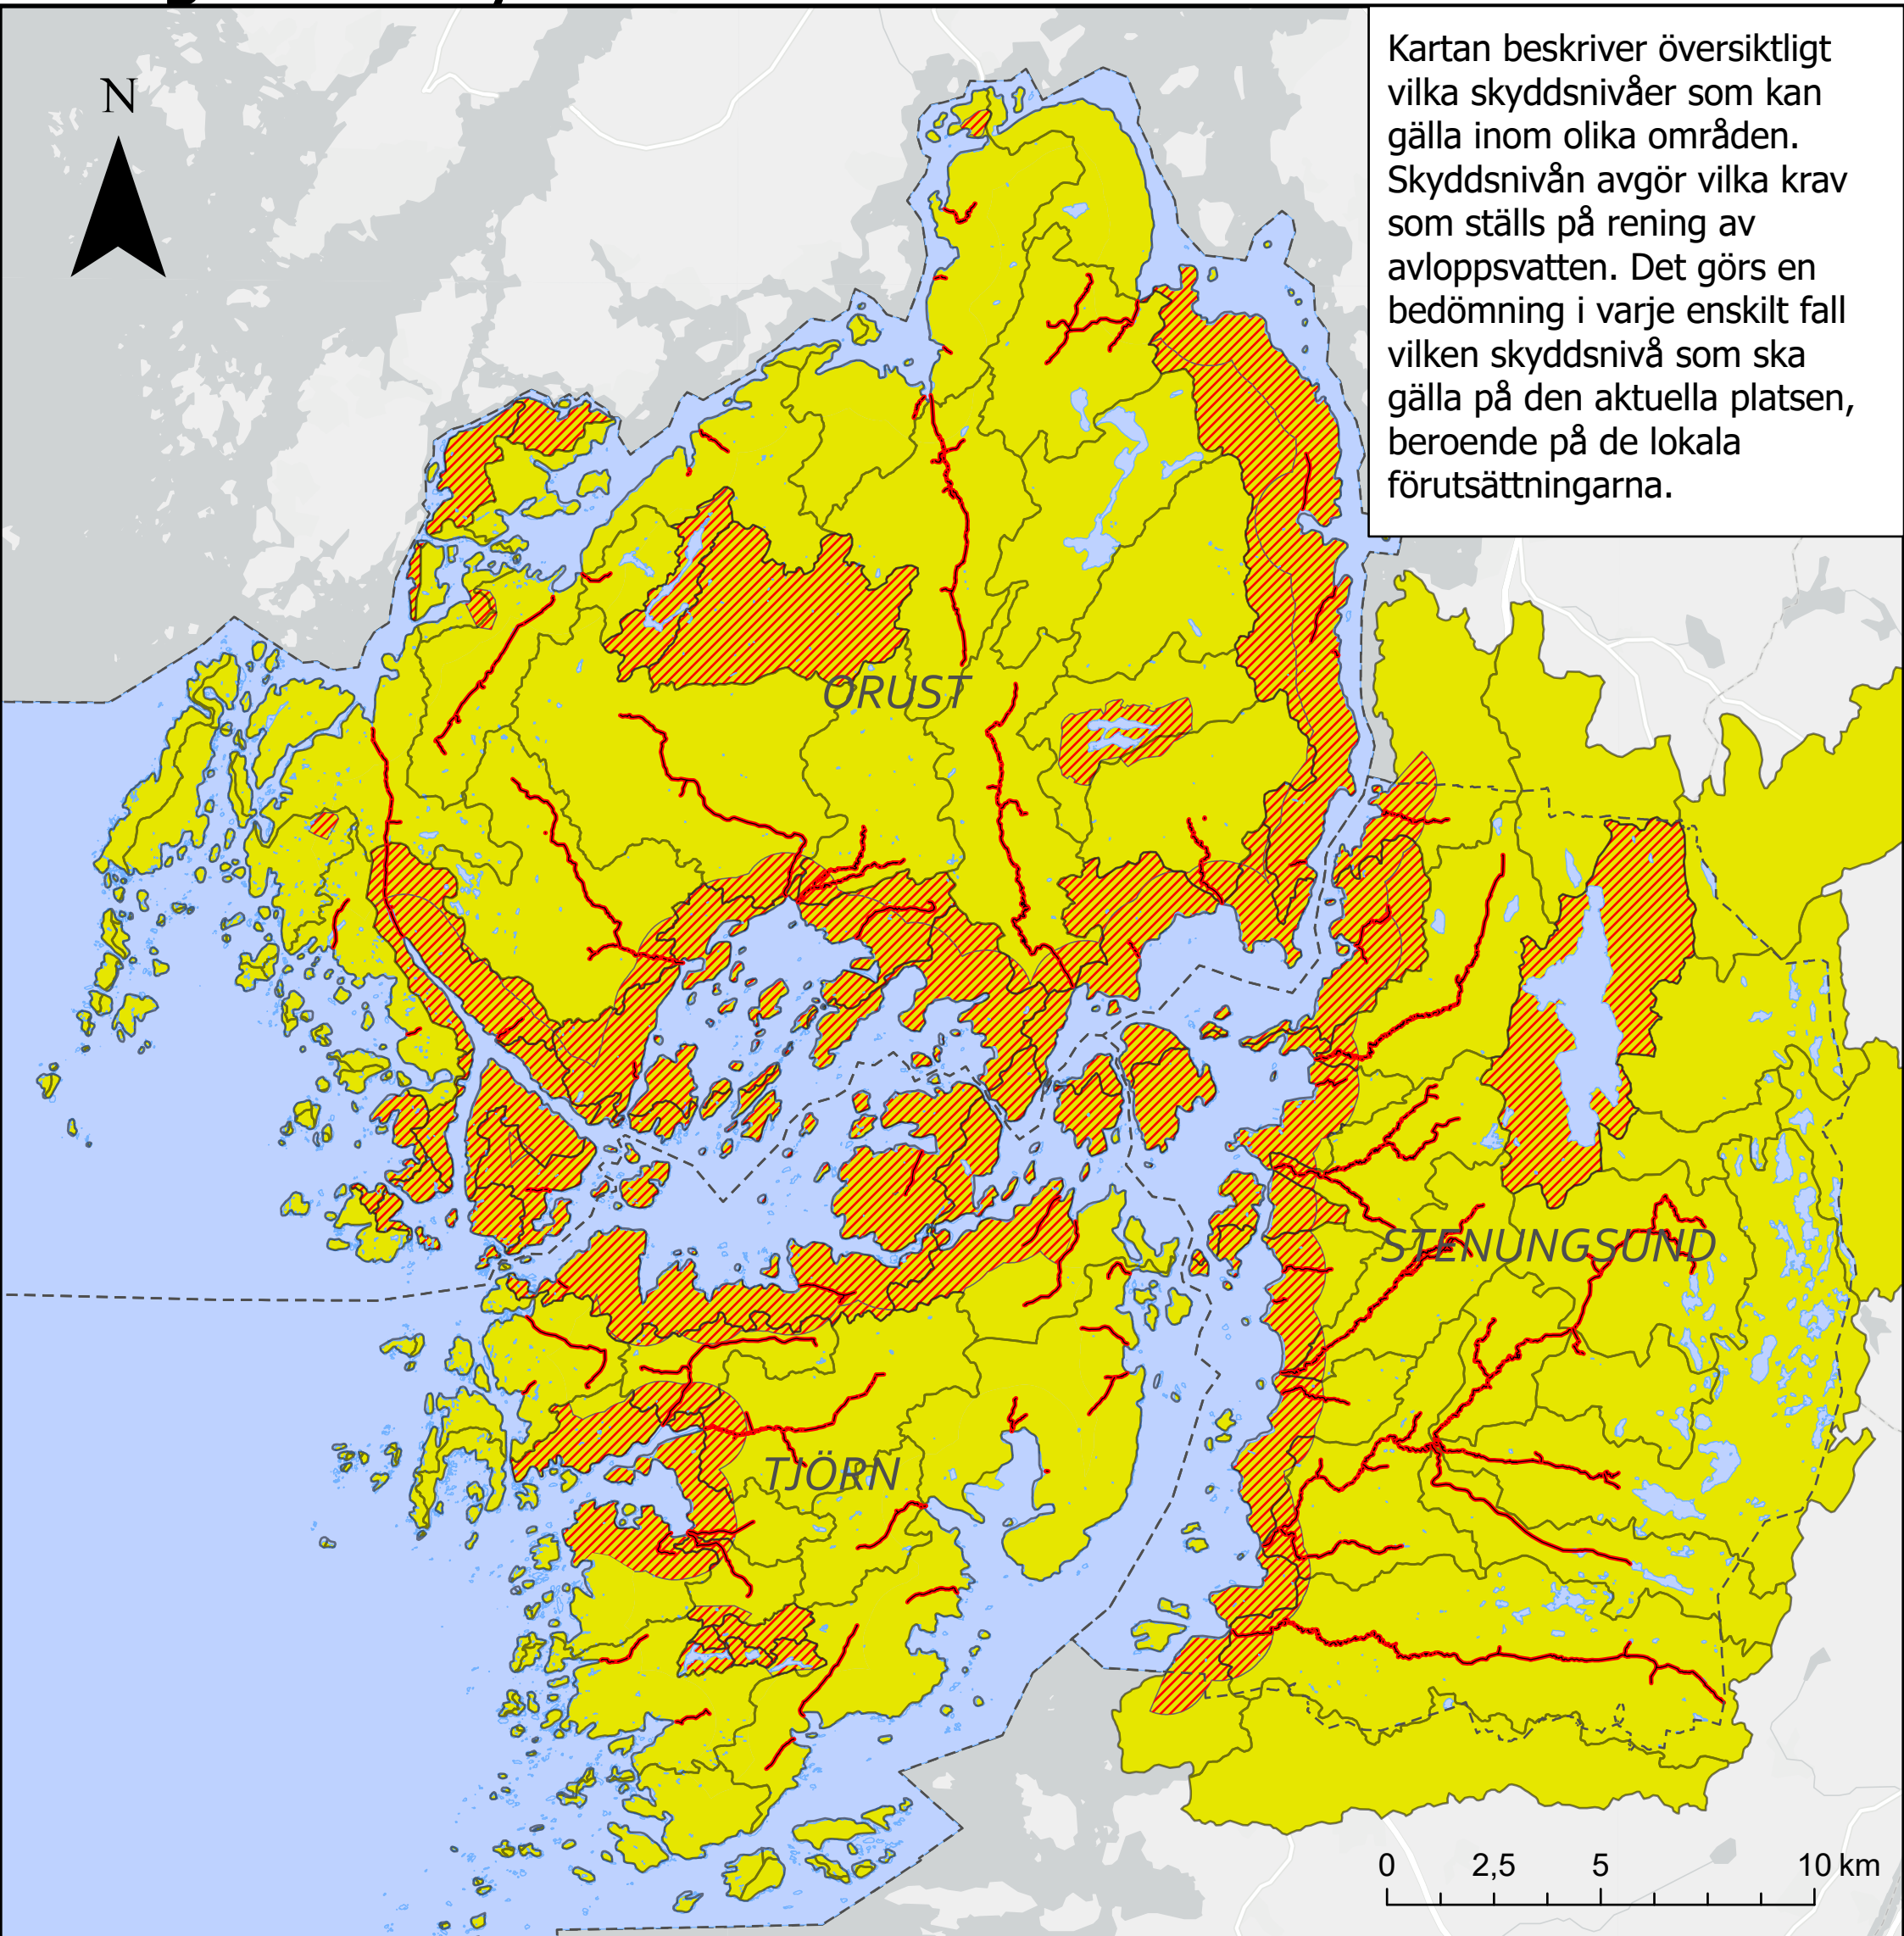 Kartan beskriver översiktligt
vilka skyddsnivåer som kan
gälla inom olika områden.
Skyddsnivån avgör vilka krav
som ställs på rening av
avloppsvatten. Det görs en
bedömning i varje enskilt fall
vilken skyddsnivå som ska
gälla på den aktuella platsen,
beroende på de lokala
förutsättningarna.
N
ORUST
STENUNGSUND
TJÖRN
0 2,5 5 10 km